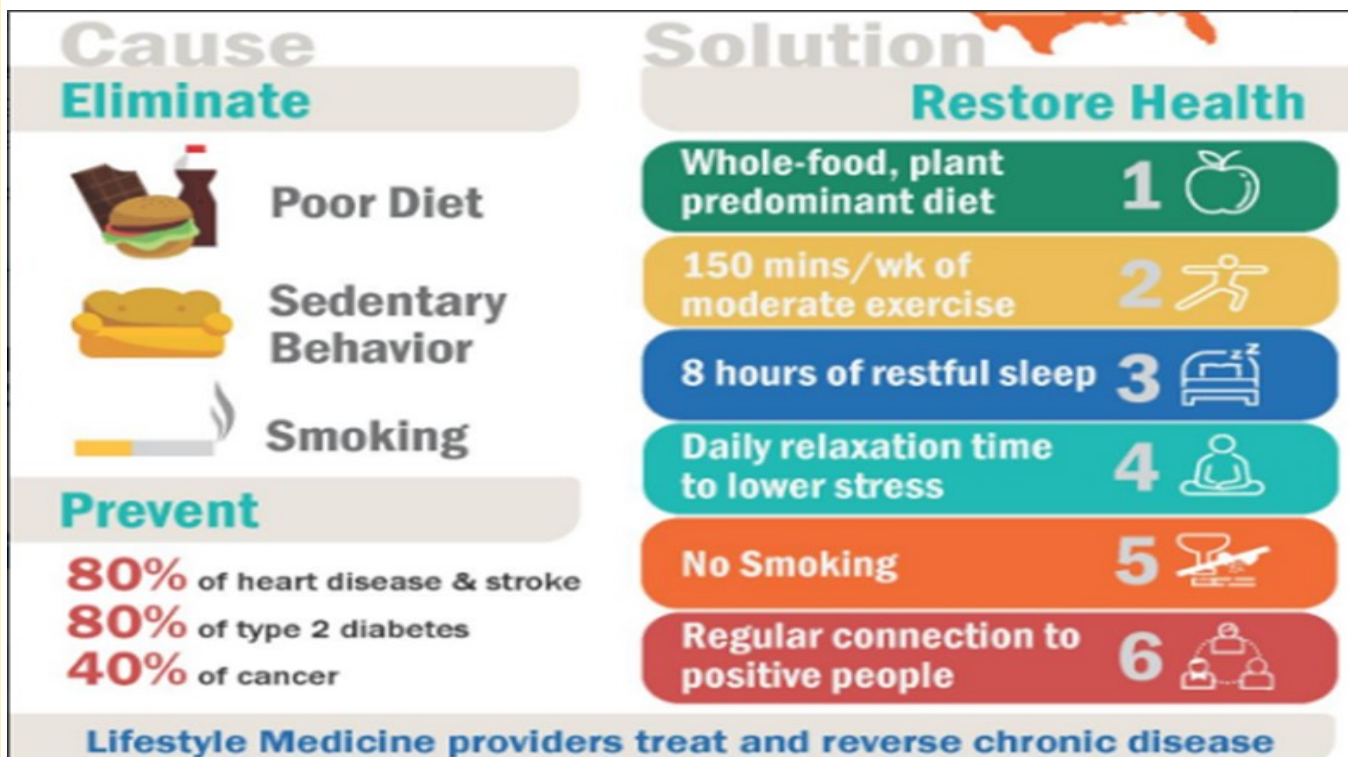 Cause
Eliminate
Poor Diet
Sedentary
Behavior
Smoking
Prevent
80% of heart disease & stroke
80% of type 2 diabetes
40% of cancer
Solution
Restore Health
Whole-food, plant
predominant diet
1
150 mins/wk of
moderate exercise
2
8 hours of restful sleep 3
zz
Daily relaxation time
to lower stress
4
No Smoking 5
Regular connection to
positive people
6
Lifestyle Medicine providers treat and reverse chronic disease